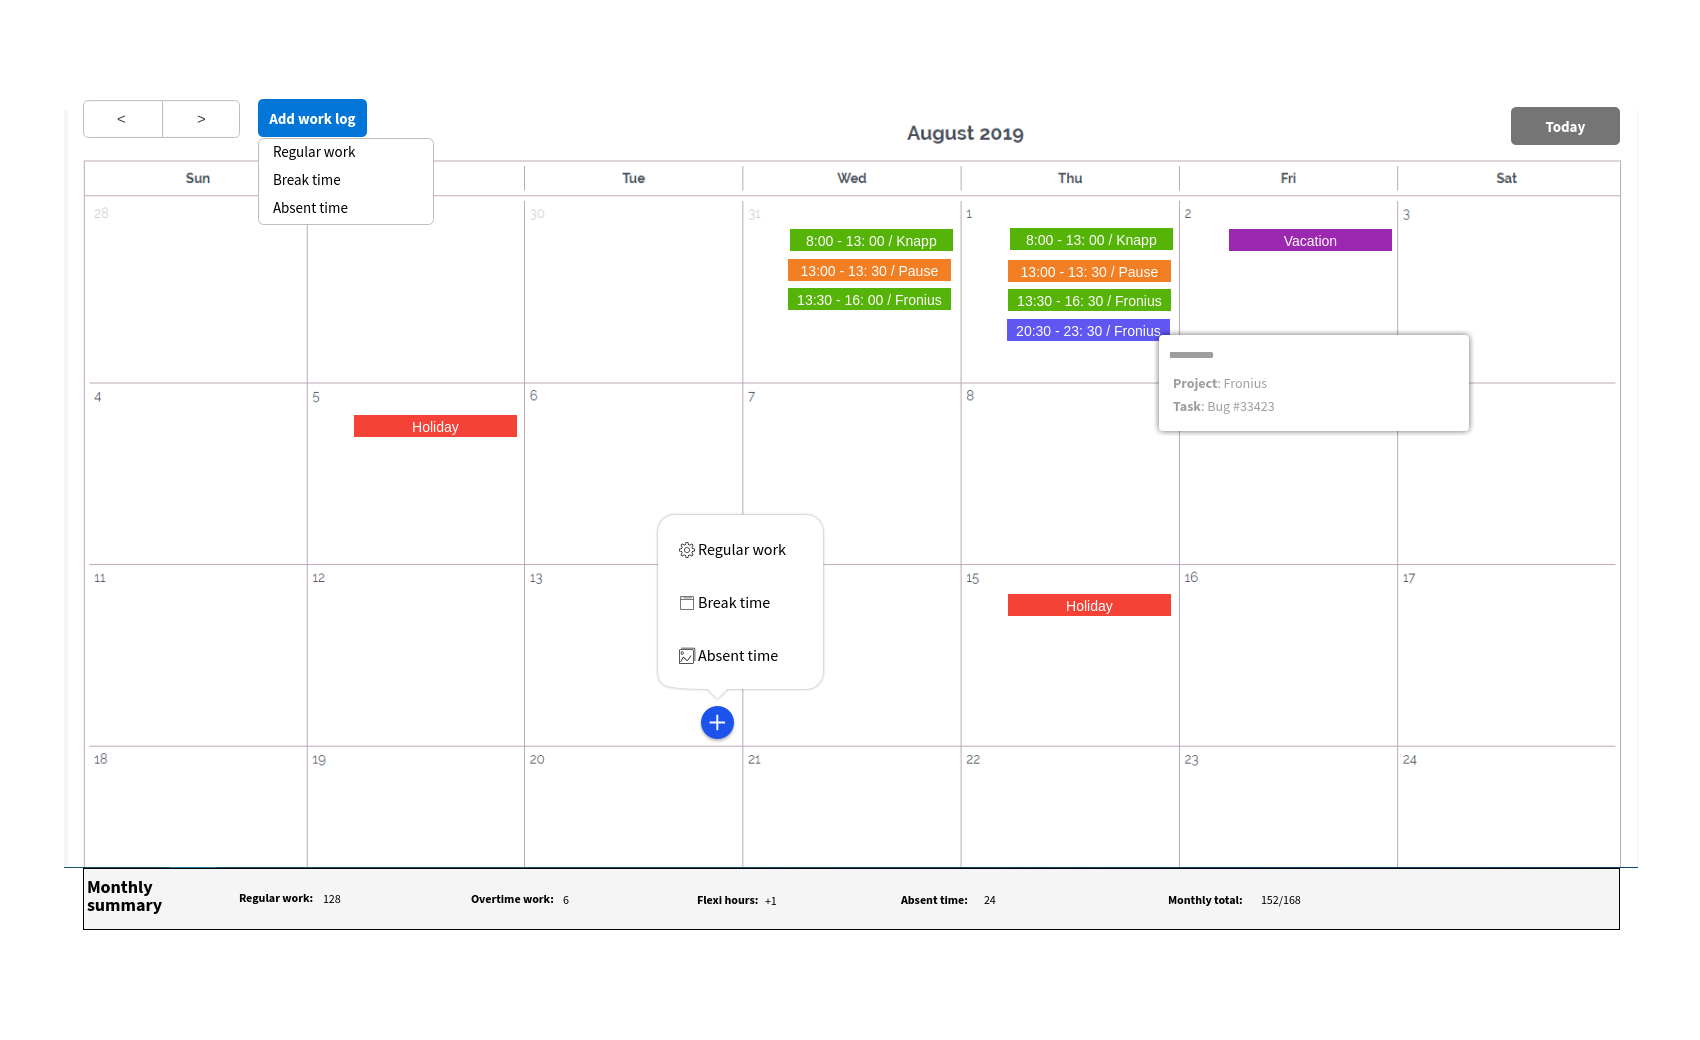 <
>
Add work log
August 2019
Today
Regular work
Break time
Absent time
Sun
Tue
Wed
Thu
Fri
Sat
28
30
31
1
2
3
8:00 - 13: 00 / Knapp
13:00 - 13: 30 / Pause
13:30 - 16: 00 / Fronius
8:00 - 13: 00 / Knapp
13:00 - 13: 30 / Pause
13:30 - 16: 30 / Fronius
20:30 - 23: 30 / Fronius
Vacation
Project: Fronius
Task: Bug #33423
4
5
6
7
8
Holiday
Regular work
Break time
Absent time
11
12
13
15
16
17
Holiday
+
18
19
20
21
22
23
24
Monthly
summary
Regular work: 128
Overtime work: 6
Flexi hours: +1
Absent time: 24
Monthly total: 152/168